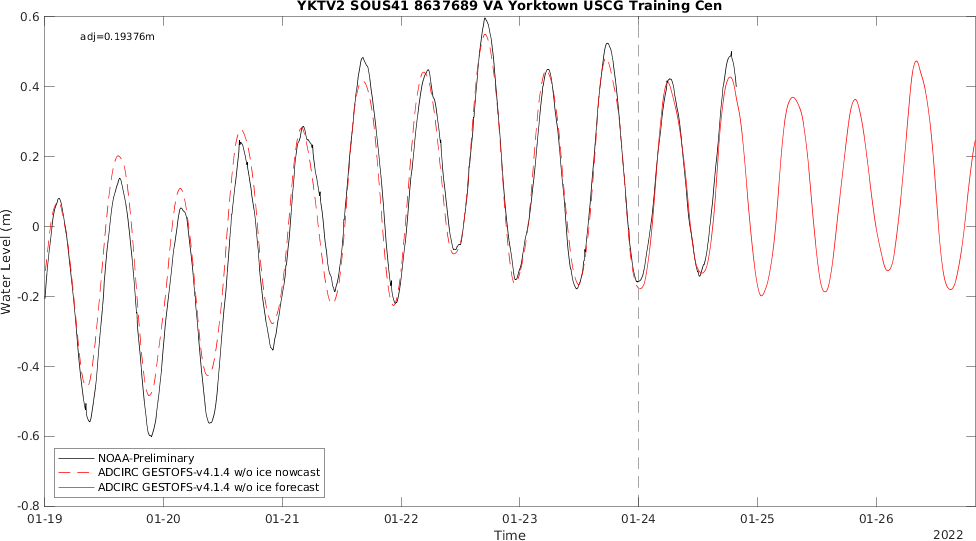 YKTV2 SOUS41 8637689 VA Yorktown USCG Training Cen
adj=0.19376m
0.6
0.4
0.2
0
-0.2
-0.4
-0.6
-0.8
Water Level (m)
NOAA-Preliminary
ADCIRC GESTOFS-v4.1.4 w/o ice nowcast
ADCIRC GESTOFS-v4.1.4 w/o ice forecast
01-19 01-20 01-21 01-22 01-23 01-24 01-25 01-26
Time
2022